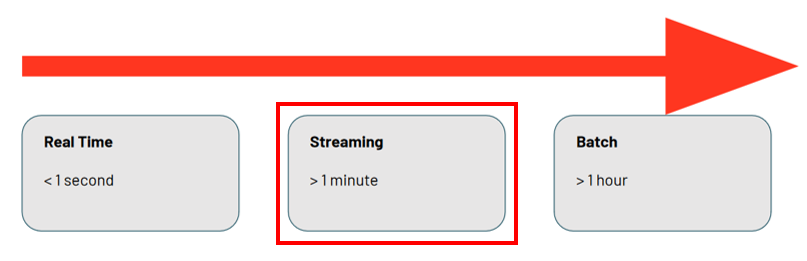 Real Time
< 1 second
Streaming
> 1 minute
Batch
> 1 hour